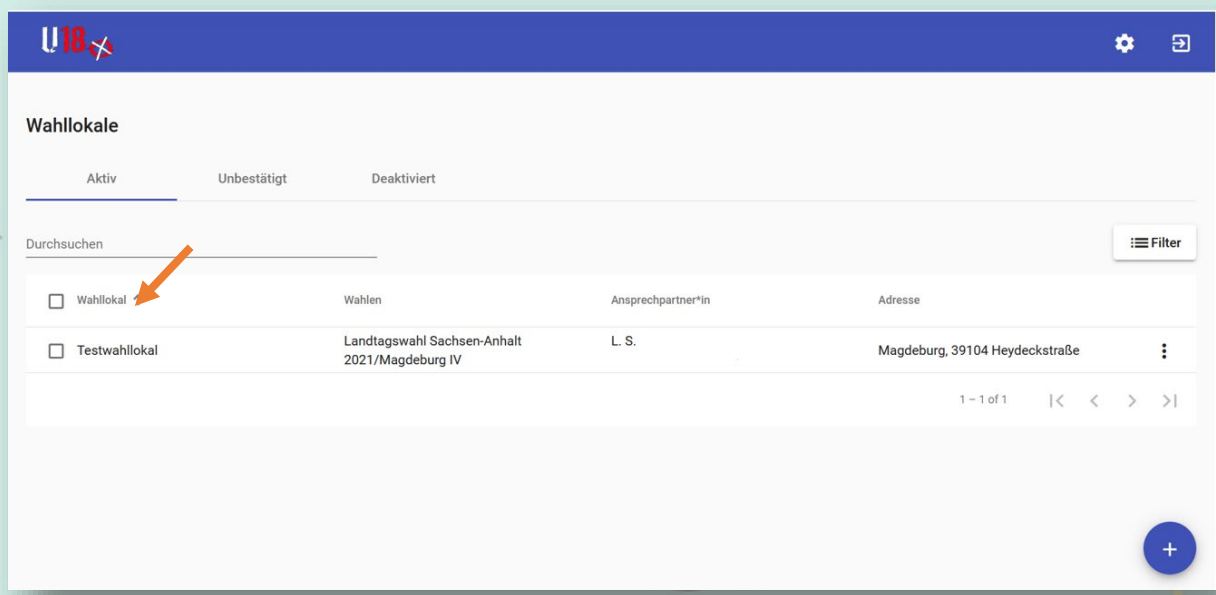 U18
Wahllokale
Aktiv Unbestätigt Deaktiviert
Durchsuchen
Filter
Wahllokal Wahlen Ansprechpartner*in Adresse
Testwahllokal Landtagswahl Sachsen-Anhalt 2021/Magdeburg IV L. S. Magdeburg, 39104 Heydeckstraße
1 – 1 of 1